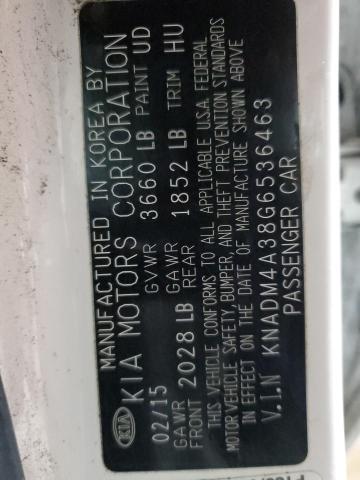 MANUFACTURED IN KOREA BY
KIA KIA MOTORS CORPORATION
02/15 GVWR 3660 LB PAINT UD
GAWR FRONT 2028 LB GAWR REAR 1852 LB TRIM HU
THIS VEHICLE CONFORMS TO ALL APPLICABLE U.S.A. FEDERAL
MOTOR VEHICLE SAFETY, BUMPER, AND THEFT PREVENTION STANDARDS
IN EFFECT ON THE DATE OF MANUFACTURE SHOWN ABOVE
V.I.N KNADM4A38G6536463
PASSENGER CAR